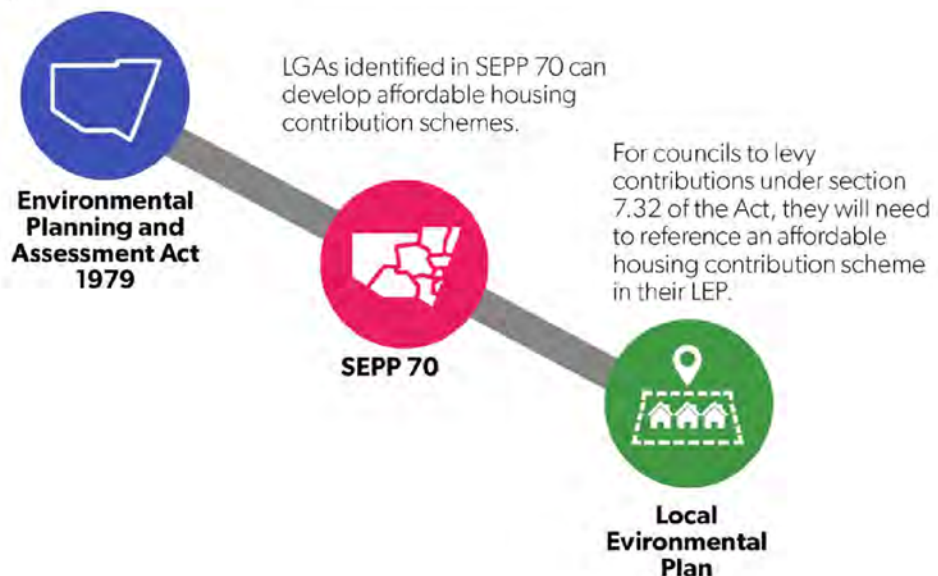 LGAs identified in SEPP 70 can
develop affordable housing
contribution schemes.
Environmental
Planning and
Assessment Act
1979
For councils to levy
contributions under section
7.32 of the Act, they will need
to reference an affordable
housing contribution scheme
in their LEP.
SEPP 70
Local
Evironmental
Plan